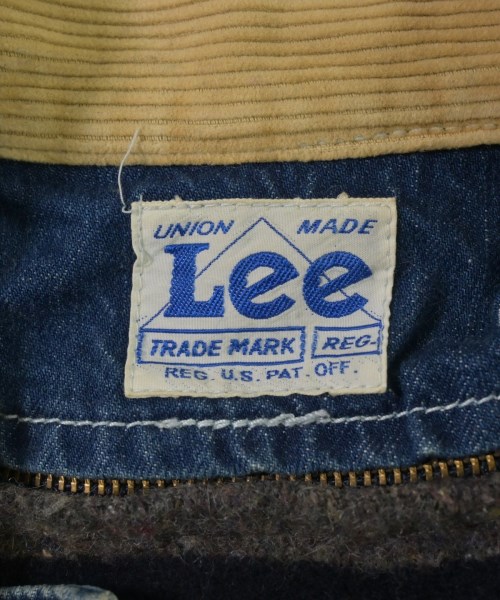 UNION MADE
Lee
TRADE MARK REG-
REG. U.S. PAT. OFF.